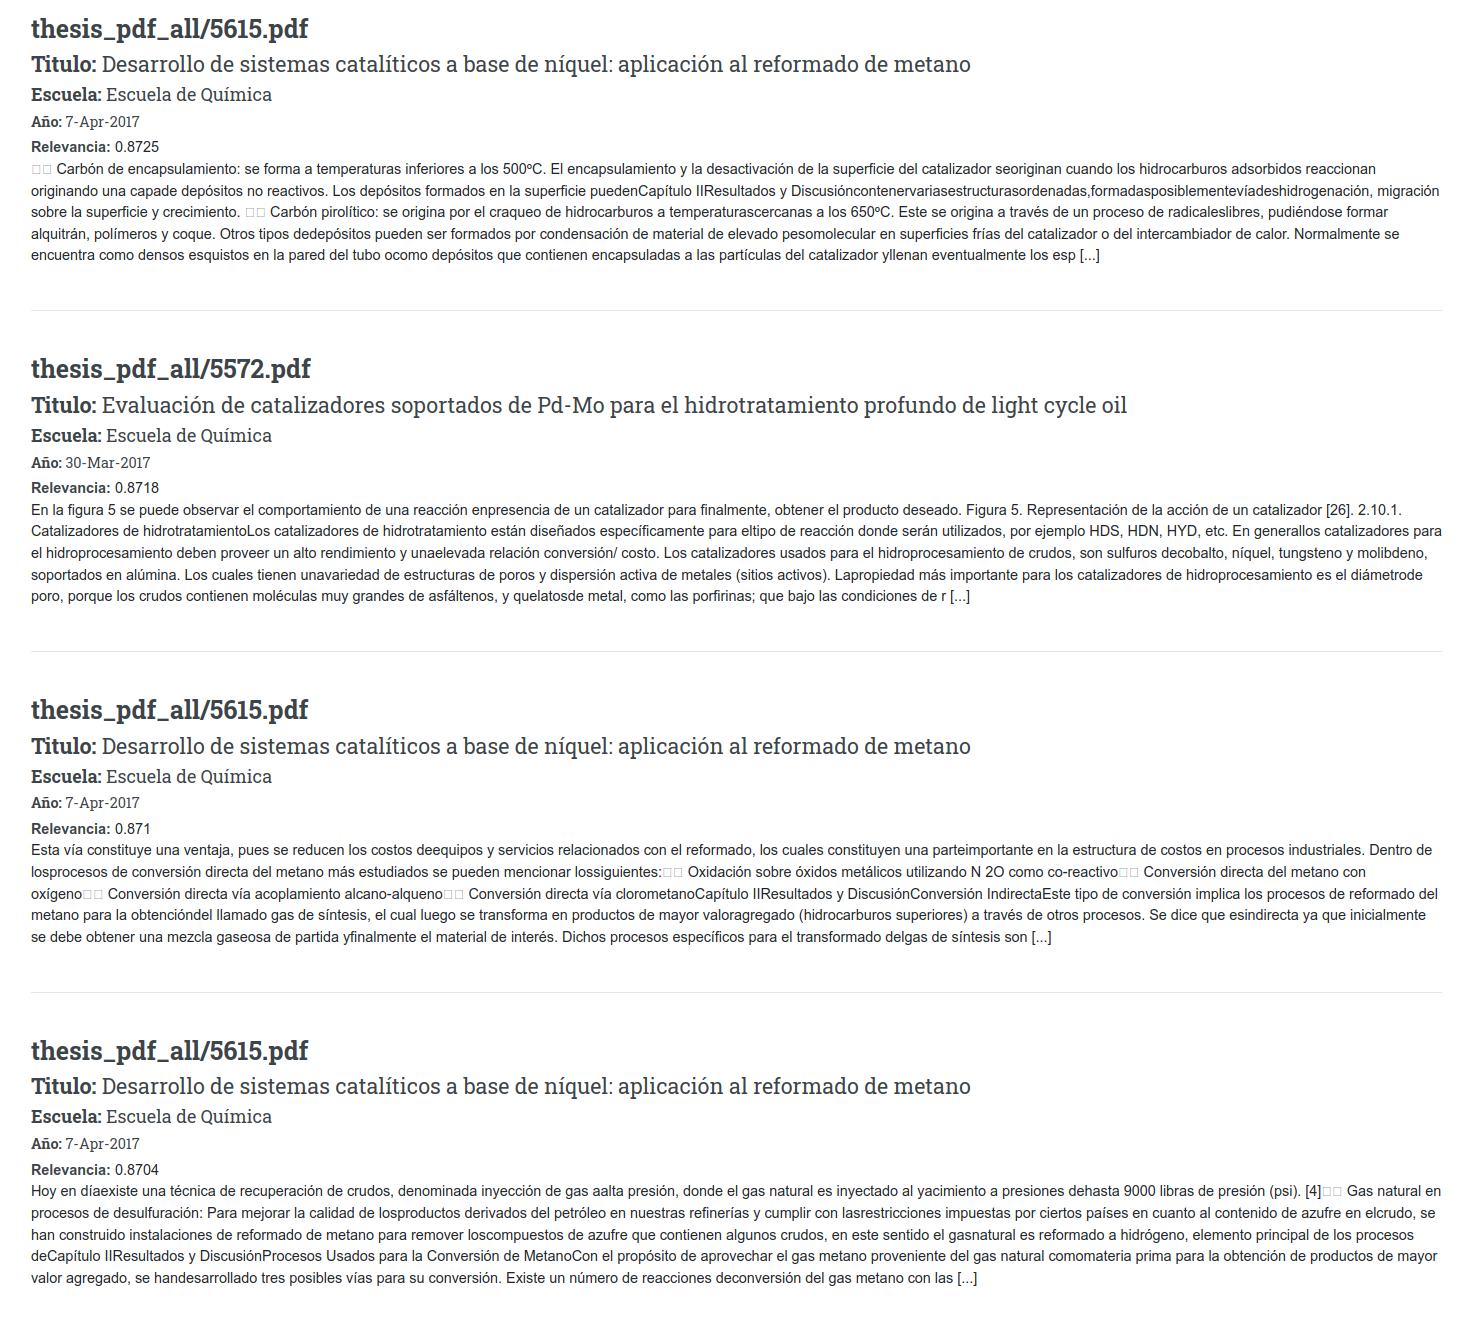 thesis_pdf_all/5615.pdf
Titulo: Desarrollo de sistemas catalíticos a base de níquel: aplicación al reformado de metano
Escuela: Escuela de Química
Año: 7-Apr-2017
Relevancia: 0.8725
□□ Carbón de encapsulamiento: se forma a temperaturas inferiores a los 500ºC. El encapsulamiento y la desactivación de la superficie del catalizador seoriginan cuando los hidrocarburos adsorbidos reaccionan
originando una capade depósitos no reactivos. Los depósitos formados en la superficie puedenCapítulo IIResultados y Discusióncontenervariasestructurasordenadas,formadasposiblementevíadeshidrogenación, migración
sobre la superficie y crecimiento. □□ Carbón pirolítico: se origina por el craqueo de hidrocarburos a temperaturascercanas a los 650ºC. Este se origina a través de un proceso de radicaleslibres, pudiéndose formar
alquitrán, polímeros y coque. Otros tipos dedepósitos pueden ser formados por condensación de material de elevado pesomolecular en superficies frías del catalizador o del intercambiador de calor. Normalmente se
encuentra como densos esquistos en la pared del tubo ocomo depósitos que contienen encapsuladas a las partículas del catalizador yllenan eventualmente los esp [...]
thesis_pdf_all/5572.pdf
Titulo: Evaluación de catalizadores soportados de Pd-Mo para el hidrotratamiento profundo de light cycle oil
Escuela: Escuela de Química
Año: 30-Mar-2017
Relevancia: 0.8718
En la figura 5 se puede observar el comportamiento de una reacción enpresencia de un catalizador para finalmente, obtener el producto deseado. Figura 5. Representación de la acción de un catalizador [26]. 2.10.1.
Catalizadores de hidrotratamientoLos catalizadores de hidrotratamiento están diseñados específicamente para eltipo de reacción donde serán utilizados, por ejemplo HDS, HDN, HYD, etc. En generallos catalizadores para
el hidroprocesamiento deben proveer un alto rendimiento y unaelevada relación conversión/ costo. Los catalizadores usados para el hidroprocesamiento de crudos, son sulfuros decobalto, níquel, tungsteno y molibdeno,
soportados en alúmina. Los cuales tienen unavariedad de estructuras de poros y dispersión activa de metales (sitios activos). Lapropiedad más importante para los catalizadores de hidroprocesamiento es el diámetrode
poro, porque los crudos contienen moléculas muy grandes de asfáltenos, y quelatosde metal, como las porfirinas; que bajo las condiciones de r [...]
thesis_pdf_all/5615.pdf
Titulo: Desarrollo de sistemas catalíticos a base de níquel: aplicación al reformado de metano
Escuela: Escuela de Química
Año: 7-Apr-2017
Relevancia: 0.871
Esta vía constituye una ventaja, pues se reducen los costos deequipos y servicios relacionados con el reformado, los cuales constituyen una parteimportante en la estructura de costos en procesos industriales. Dentro de
losprocesos de conversión directa del metano más estudiados se pueden mencionar lossiguientes:□□ Oxidación sobre óxidos metálicos utilizando N 2O como co-reactivo□□ Conversión directa del metano con
oxígeno□□ Conversión directa vía acoplamiento alcano-alqueno□□ Conversión directa vía clorometanoCapítulo IIResultados y DiscusiónConversión IndirectaEste tipo de conversión implica los procesos de reformado del
metano para la obtencióndel llamado gas de síntesis, el cual luego se transforma en productos de mayor valoragregado (hidrocarburos superiores) a través de otros procesos. Se dice que esindirecta ya que inicialmente
se debe obtener una mezcla gaseosa de partida yfinalmente el material de interés. Dichos procesos específicos para el transformado delgas de síntesis son [...]
thesis_pdf_all/5615.pdf
Titulo: Desarrollo de sistemas catalíticos a base de níquel: aplicación al reformado de metano
Escuela: Escuela de Química
Año: 7-Apr-2017
Relevancia: 0.8704
Hoy en díaexiste una técnica de recuperación de crudos, denominada inyección de gas aalta presión, donde el gas natural es inyectado al yacimiento a presiones dehasta 9000 libras de presión (psi). [4]□□ Gas natural en
procesos de desulfuración: Para mejorar la calidad de losproductos derivados del petróleo en nuestras refinerías y cumplir con lasrestricciones impuestas por ciertos países en cuanto al contenido de azufre en elcrudo, se
han construido instalaciones de reformado de metano para remover loscompuestos de azufre que contienen algunos crudos, en este sentido el gasnatural es reformado a hidrógeno, elemento principal de los procesos
deCapítulo IIResultados y DiscusiónProcesos Usados para la Conversión de MetanoCon el propósito de aprovechar el gas metano proveniente del gas natural comomateria prima para la obtención de productos de mayor
valor agregado, se handesarrollado tres posibles vías para su conversión. Existe un número de reacciones deconversión del gas metano con las [...]